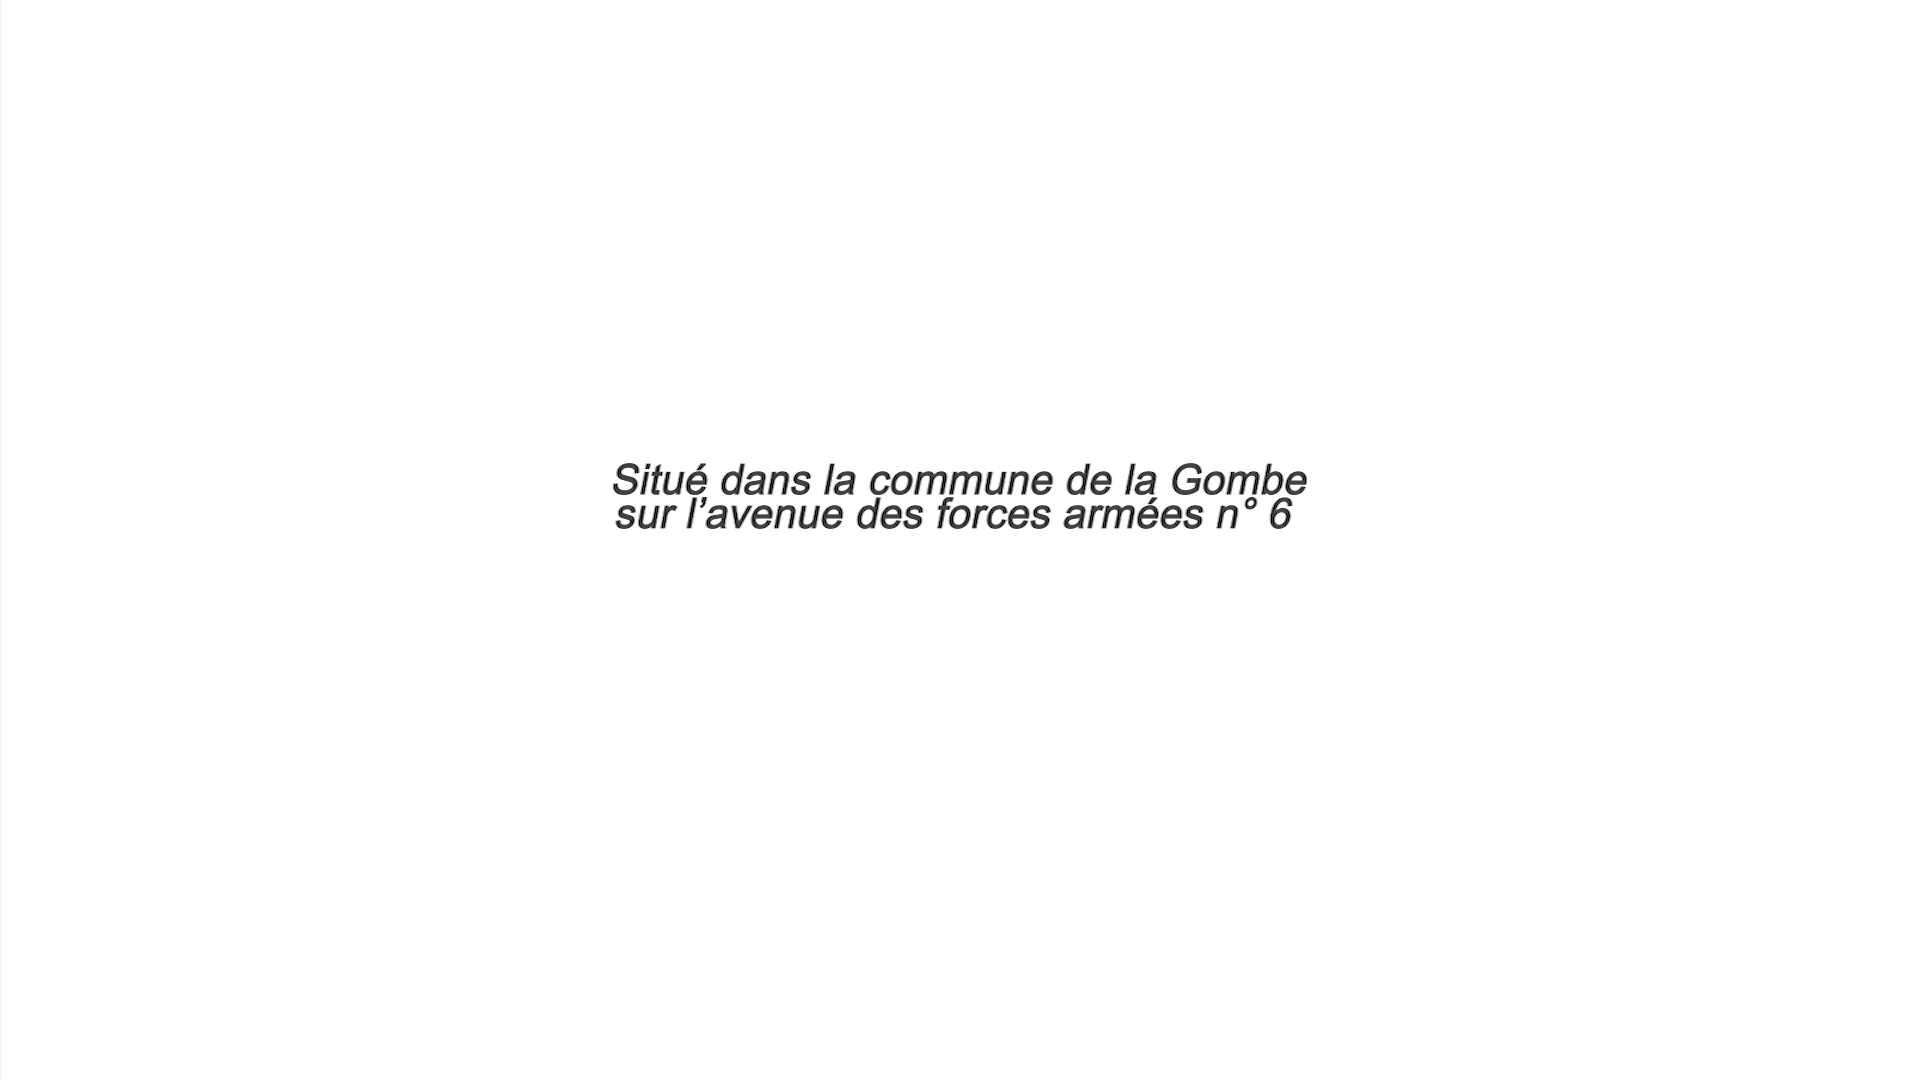 Situé dans la commune de la Gombe
sur l’avenue des forces armées n° 6